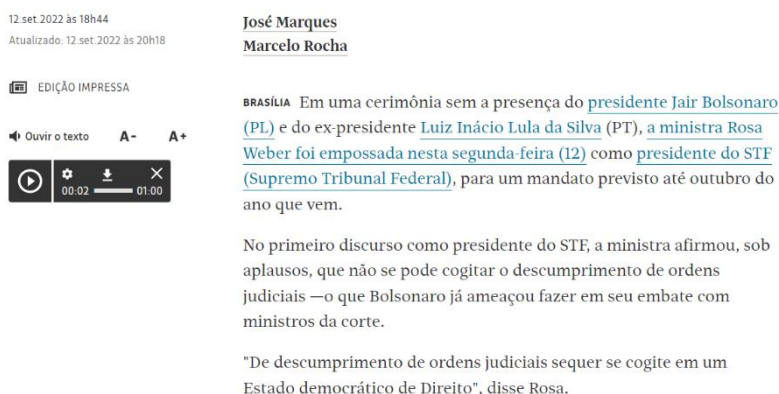 12.set.2022 às 18h44
Atualizado: 12.set.2022 às 20h18
EDIÇÃO IMPRESSA
Ouvir o texto A- A+
00:02 01:00
José Marques
Marcelo Rocha
BRASÍLIA Em uma cerimônia sem a presença do presidente Jair Bolsonaro
(PL) e do ex-presidente Luiz Inácio Lula da Silva (PT), a ministra Rosa
Weber foi empossada nesta segunda-feira (12) como presidente do STF
(Supremo Tribunal Federal), para um mandato previsto até outubro do
ano que vem.
No primeiro discurso como presidente do STF, a ministra afirmou, sob
aplausos, que não se pode cogitar o descumprimento de ordens
judiciais —o que Bolsonaro já ameaçou fazer em seu embate com
ministros da corte.
"De descumprimento de ordens judiciais sequer se cogite em um
Estado democrático de Direito", disse Rosa.